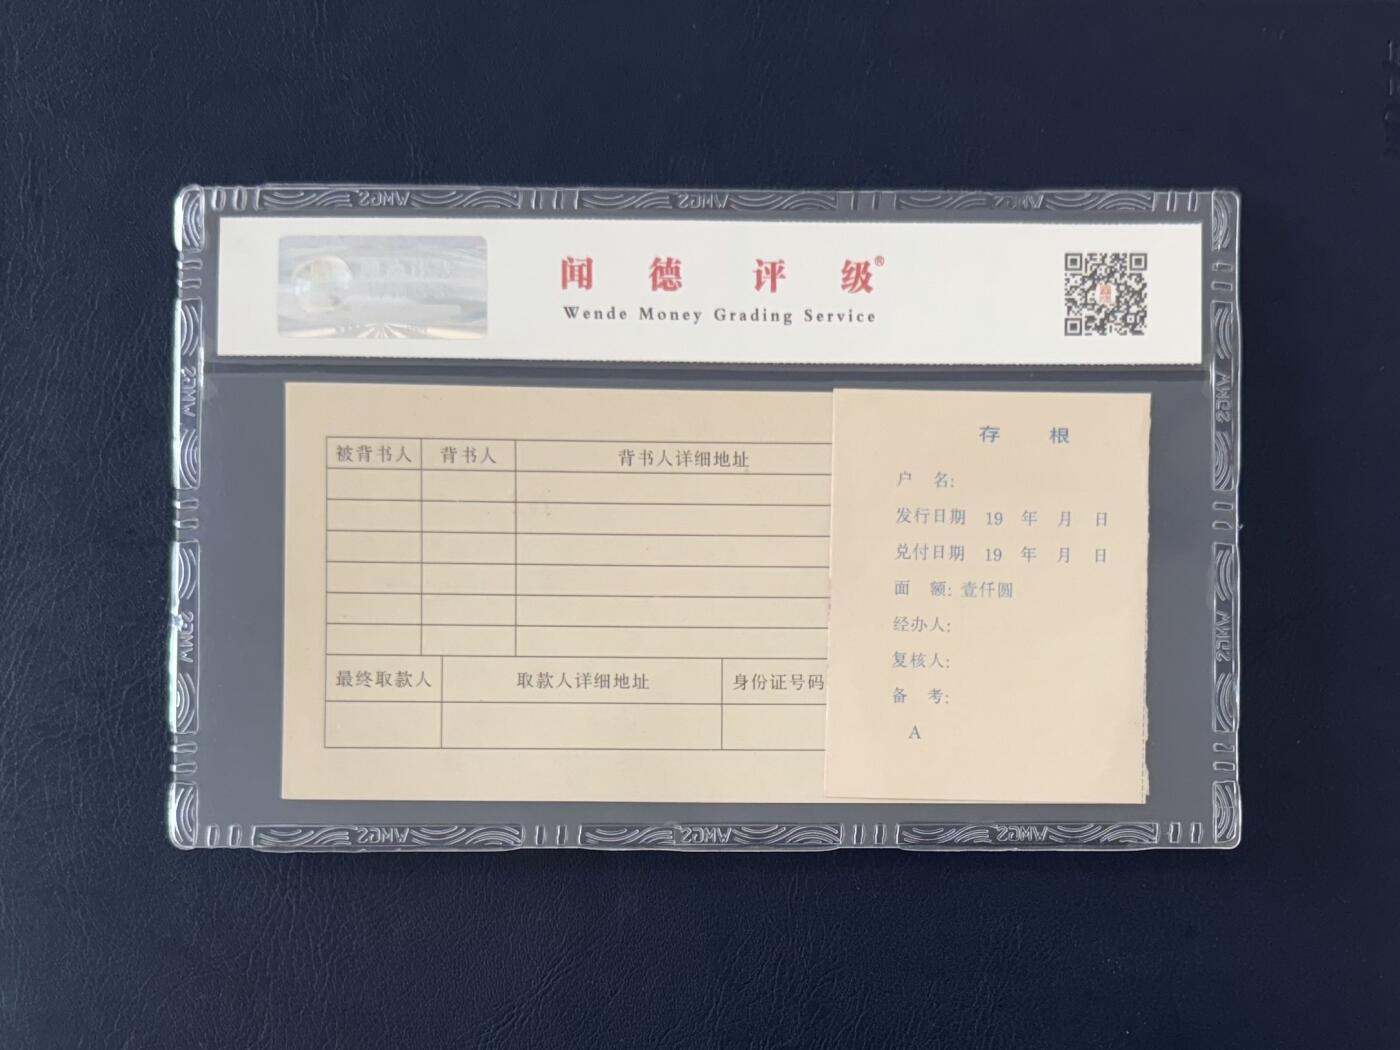 闻德评级®
Wende Money Grading Service
被背书人 背书人 背书人详细地址
最终取款人 取款人详细地址 身份证号码
存 根
户 名:
发行日期 19 年 月 日
兑付日期 19 年 月 日
面 额: 壹仟圆
经办人:
复核人:
备 考:
A